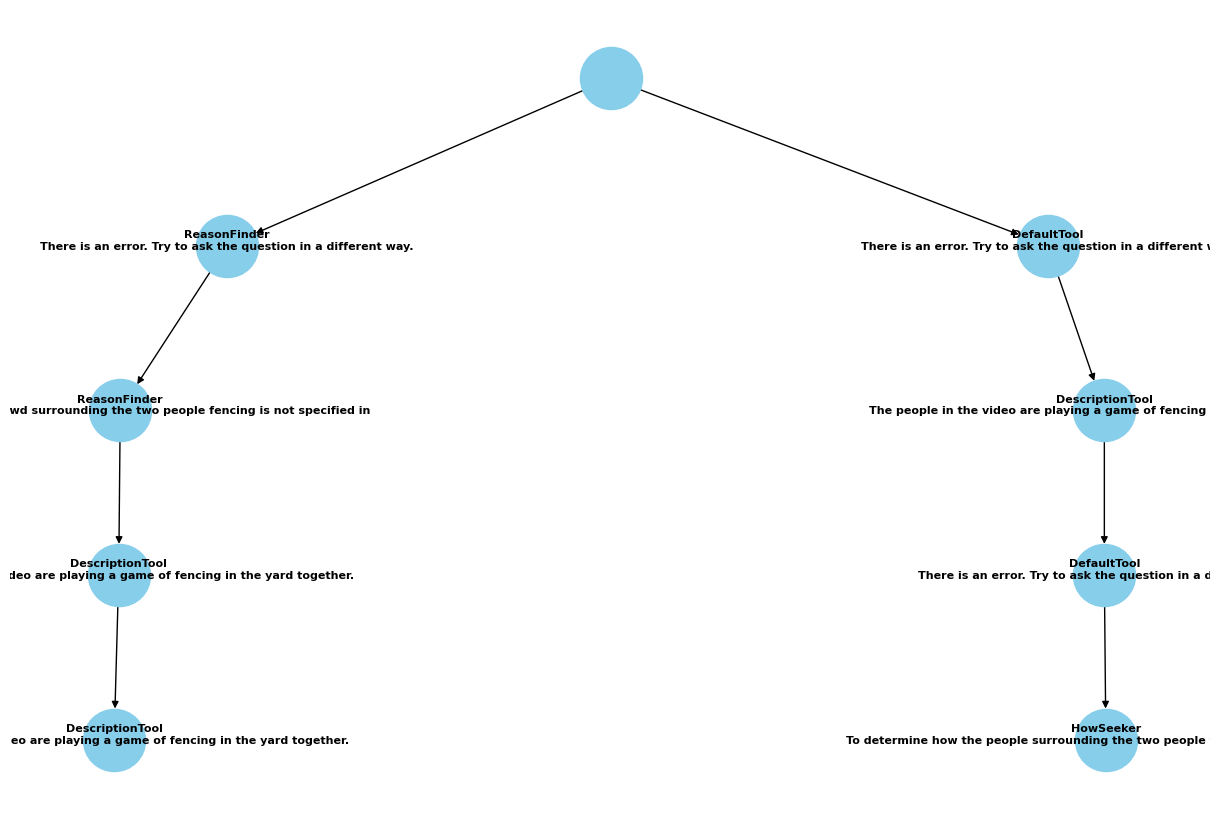 ReasonFinder
There is an error. Try to ask the question in a different way.
DefaultTool
There is an error. Try to ask the question in a different
ReasonFinder
surrounding the two people fencing is not specified in
DescriptionTool
The people in the video are playing a game of fencing
DescriptionTool
are playing a game of fencing in the yard together.
DefaultTool
There is an error. Try to ask the question in a
DescriptionTool
are playing a game of fencing in the yard together.
HowSeeker
To determine how the people surrounding the two people